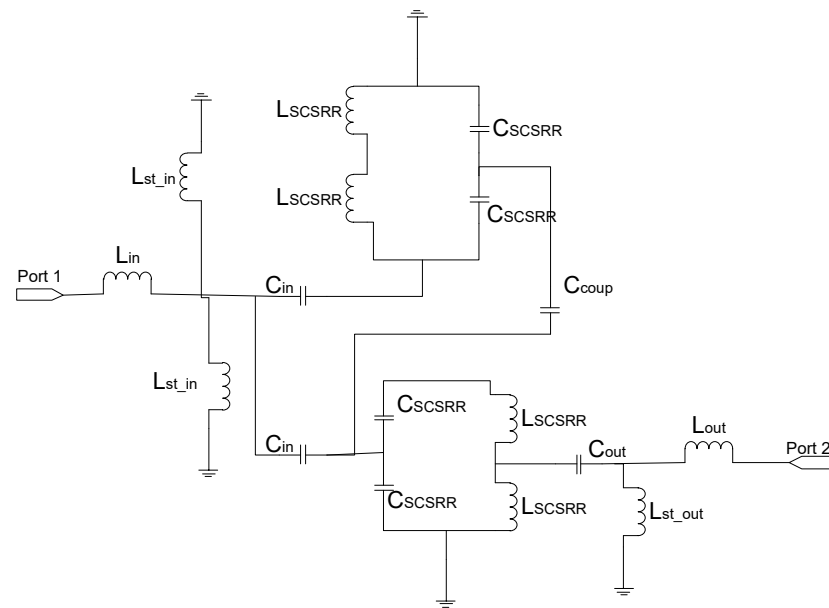 LSCSRR
CSCSRR
Lst_in
LSCSRR
CSCSRR
Lin
Port 1
Cin
Ccoup
Lst_in
CSCSRR
LSCSRR
Cin
Cout
Lout
Port 2
CSCSRR
LSCSRR
Lst_out